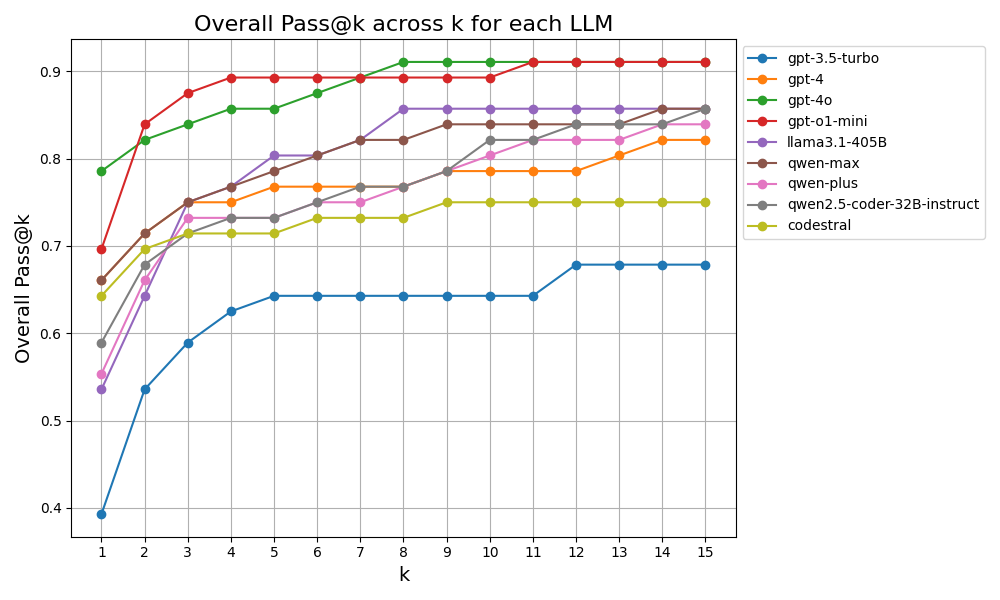 Overall Pass@k across k for each LLM
Overall Pass@k
0.9
0.8
0.7
0.6
0.5
0.4
1 2 3 4 5 6 7 8 9 10 11 12 13 14 15
k
gpt-3.5-turbo
gpt-4
gpt-4o
gpt-o1-mini
llama3.1-405B
qwen-max
qwen-plus
qwen2.5-coder-32B-instruct
codestral